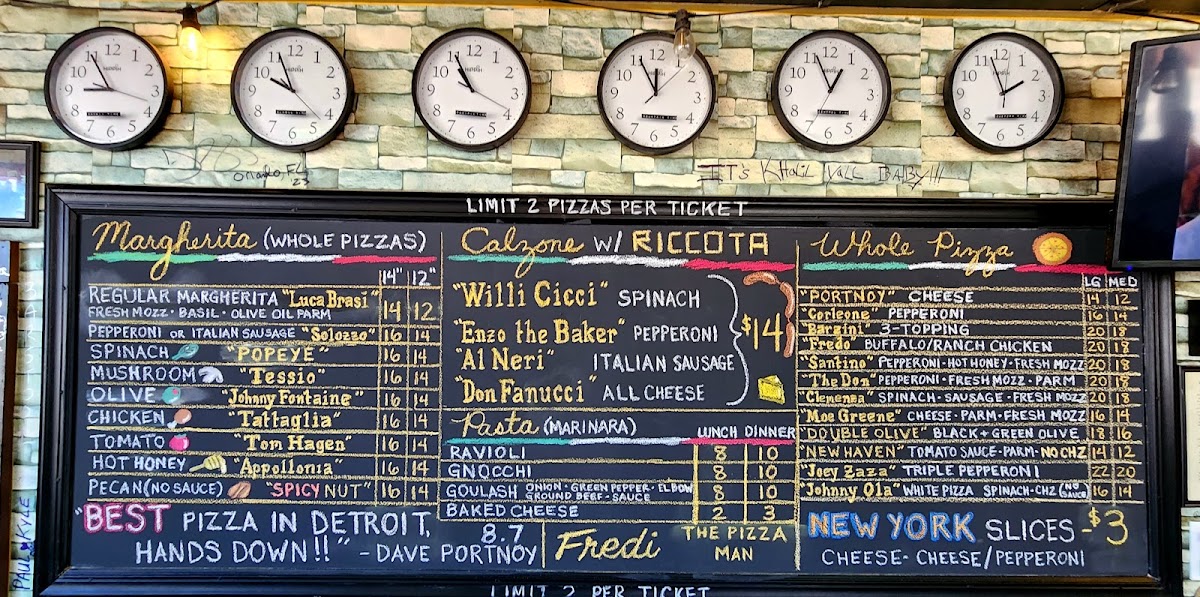 Orlando, FL
'23
IT'S KHALIL VALL BABY!!!
LIMIT 2 PIZZAS PER TICKET
Margherita (WHOLE PIZZAS)
14" 12"
REGULAR MARGHERITA "Luca Brasi" 14 12
FRESH MOZZ · BASIL · OLIVE OIL PARM
PEPPERONI OR ITALIAN SAUSAGE "Solozzo" 16 14
SPINACH "POPEYE" 16 14
MUSHROOM "Tessio" 16 14
OLIVE "Johnny Fontaine" 16 14
CHICKEN "Tattaglia" 16 14
TOMATO "Tom Hagen" 16 14
HOT HONEY "Appollonia" 16 14
PECAN (NO SAUCE) "SPICY NUT" 16 14
"BEST PIZZA IN DETROIT,
HANDS DOWN!!" - DAVE PORTNOY
8.7
Calzone W/ RICCOTA
"Willi Cicci" SPINACH
"Enzo the Baker" PEPPERONI
"Al Neri" ITALIAN SAUSAGE
"Don Fanucci" ALL CHEESE
$14
Pasta (MARINARA) LUNCH DINNER
RAVIOLI 8 10
GNOCCHI 8 10
GOULASH ONION · GREEN PEPPER · ELBOW 8 10
GROUND BEEF · SAUCE
BAKED CHEESE 2 3
Fredi THE PIZZA
MAN
Whole Pizza
LG MED
"PORTNOY" CHEESE 14 12
"Corleone" PEPPERONI 16 14
"Barzini" 3-TOPPING 20 18
"Fredo" BUFFALO/RANCH CHICKEN 20 18
"Santino" PEPPERONI · HOT HONEY · FRESH MOZZ 20 18
"The Don" PEPPERONI · FRESH MOZZ · PARM 20 18
"Clemenza" SPINACH · SAUSAGE · FRESH MOZZ 20 18
"Moe Greene" CHEESE · PARM · FRESH MOZZ 16 14
"DOUBLE OLIVE" BLACK + GREEN OLIVE 18 16
"NEW HAVEN" TOMATO SAUCE · PARM · NO CHZ 14 12
"Joey Zaza" TRIPLE PEPPERONI 22 20
"Johnny Ola" WHITE PIZZA SPINACH · CHZ (NO SAUCE) 16 14
NEW YORK SLICES - $3
CHEESE - CHEESE/PEPPERONI
PAUL KYLE
LIMIT 2 PER TICKET